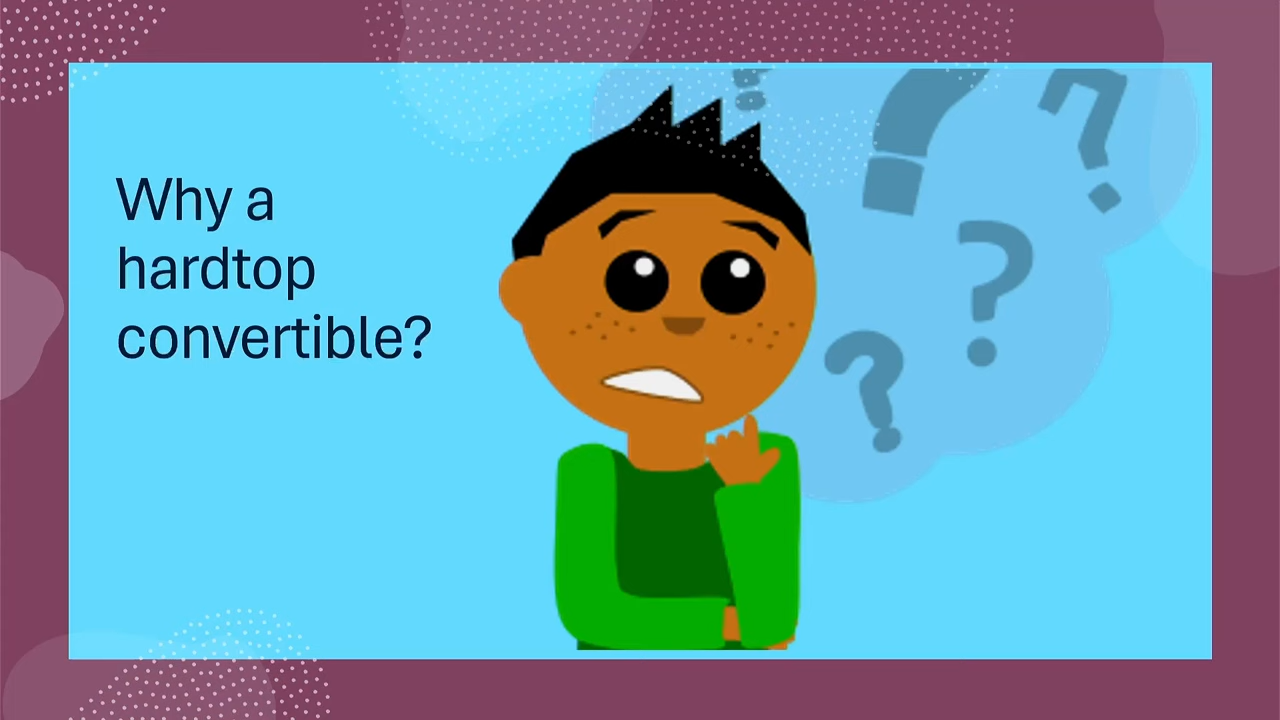 Why a
hardtop
convertible?
? ? ?
?
?